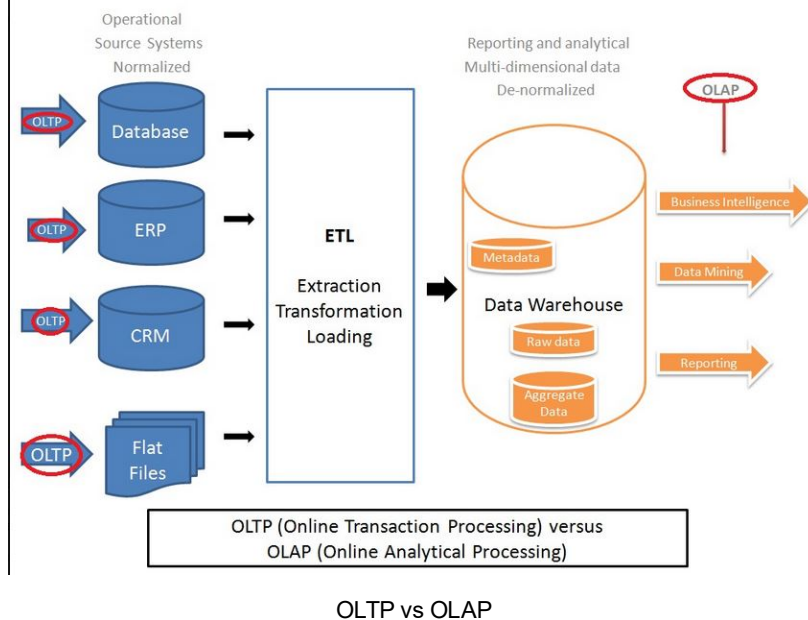 Operational
Source Systems
Normalized
Reporting and analytical
Multi-dimensional data
De-normalized
OLAP
OLTP
Database
OLTP
ERP
OLTP
CRM
OLTP
Flat
Files
ETL
Extraction
Transformation
Loading
Metadata
Data Warehouse
Raw data
Aggregate
Data
Business Intelligence
Data Mining
Reporting
OLTP (Online Transaction Processing) versus
OLAP (Online Analytical Processing)
OLTP vs OLAP